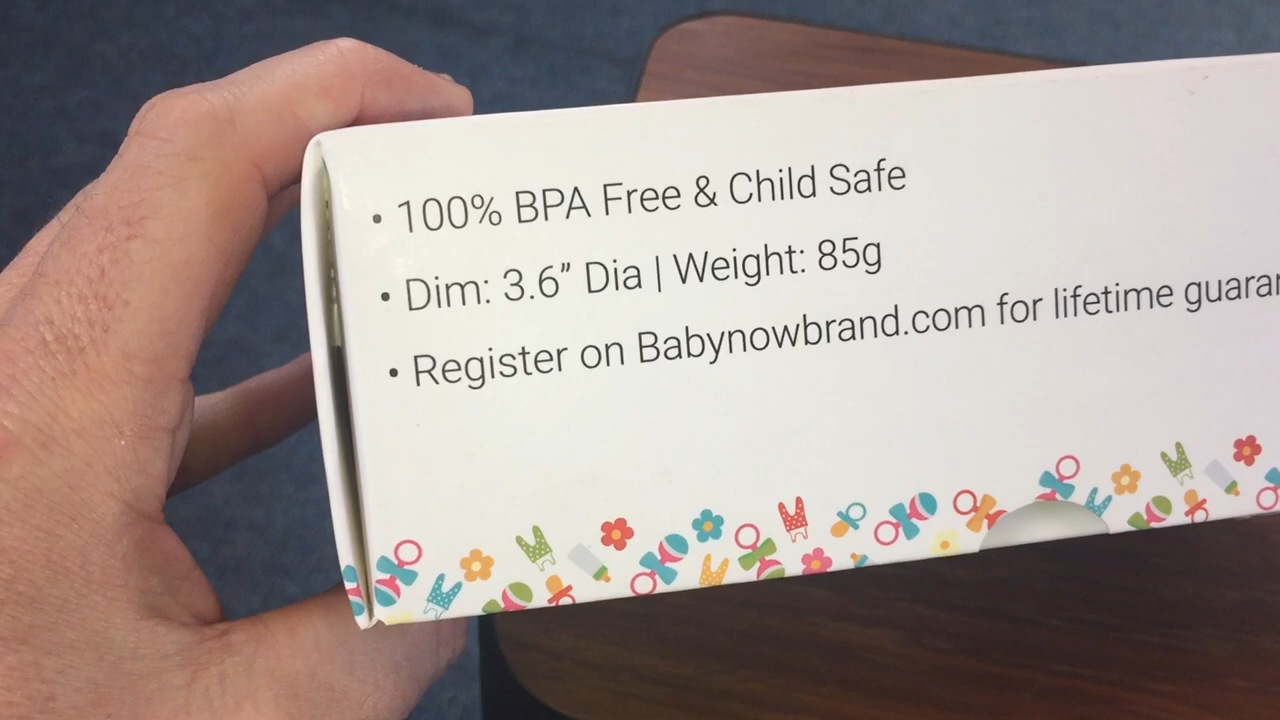 • 100% BPA Free & Child Safe
• Dim: 3.6” Dia | Weight: 85g
• Register on Babynowbrand.com for lifetime